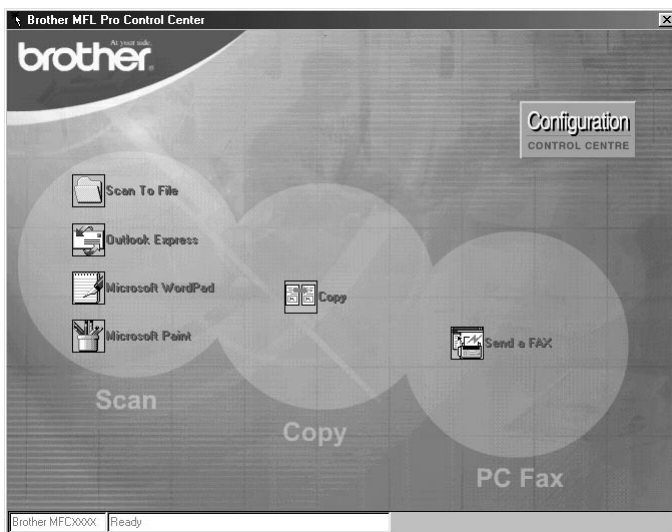 Brother MFL Pro Control Center
At your side.
brother
Configuration
CONTROL CENTRE
Scan To File
Outlook Express
Microsoft WordPad
Microsoft Paint
Copy
Send a FAX
Scan
Copy
PC Fax
Brother MFCXXXX Ready